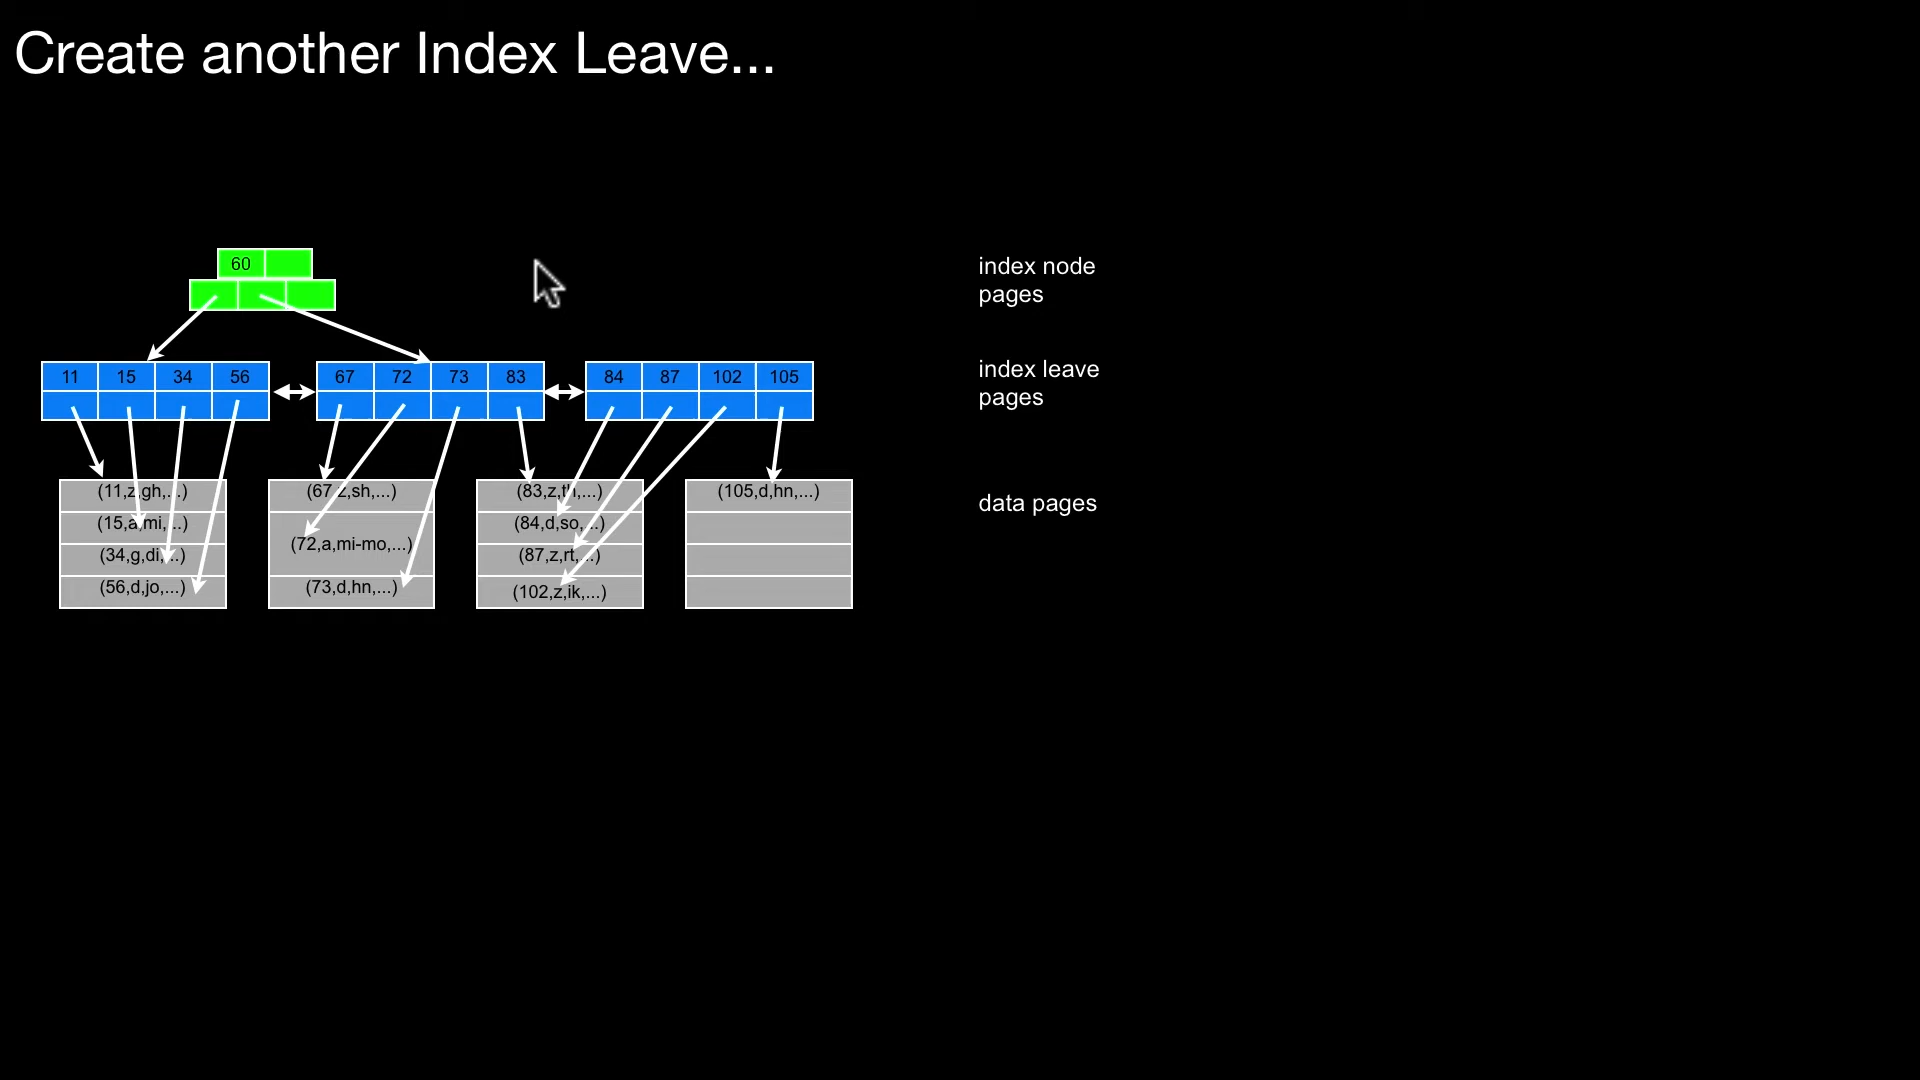 Create another Index Leave...
60
index node
pages
11 15 34 56 67 72 73 83 84 87 102 105
index leave
pages
(11,z,gh,...) (67,z,sh,...) (83,z,th,...) (105,d,hn,...)
data pages
(15,a,mi,...) (84,d,so,...)
(72,a,mi-mo,...)
(34,g,di,...) (87,z,rt,...)
(56,d,jo,...) (73,d,hn,...) (102,z,ik,...)